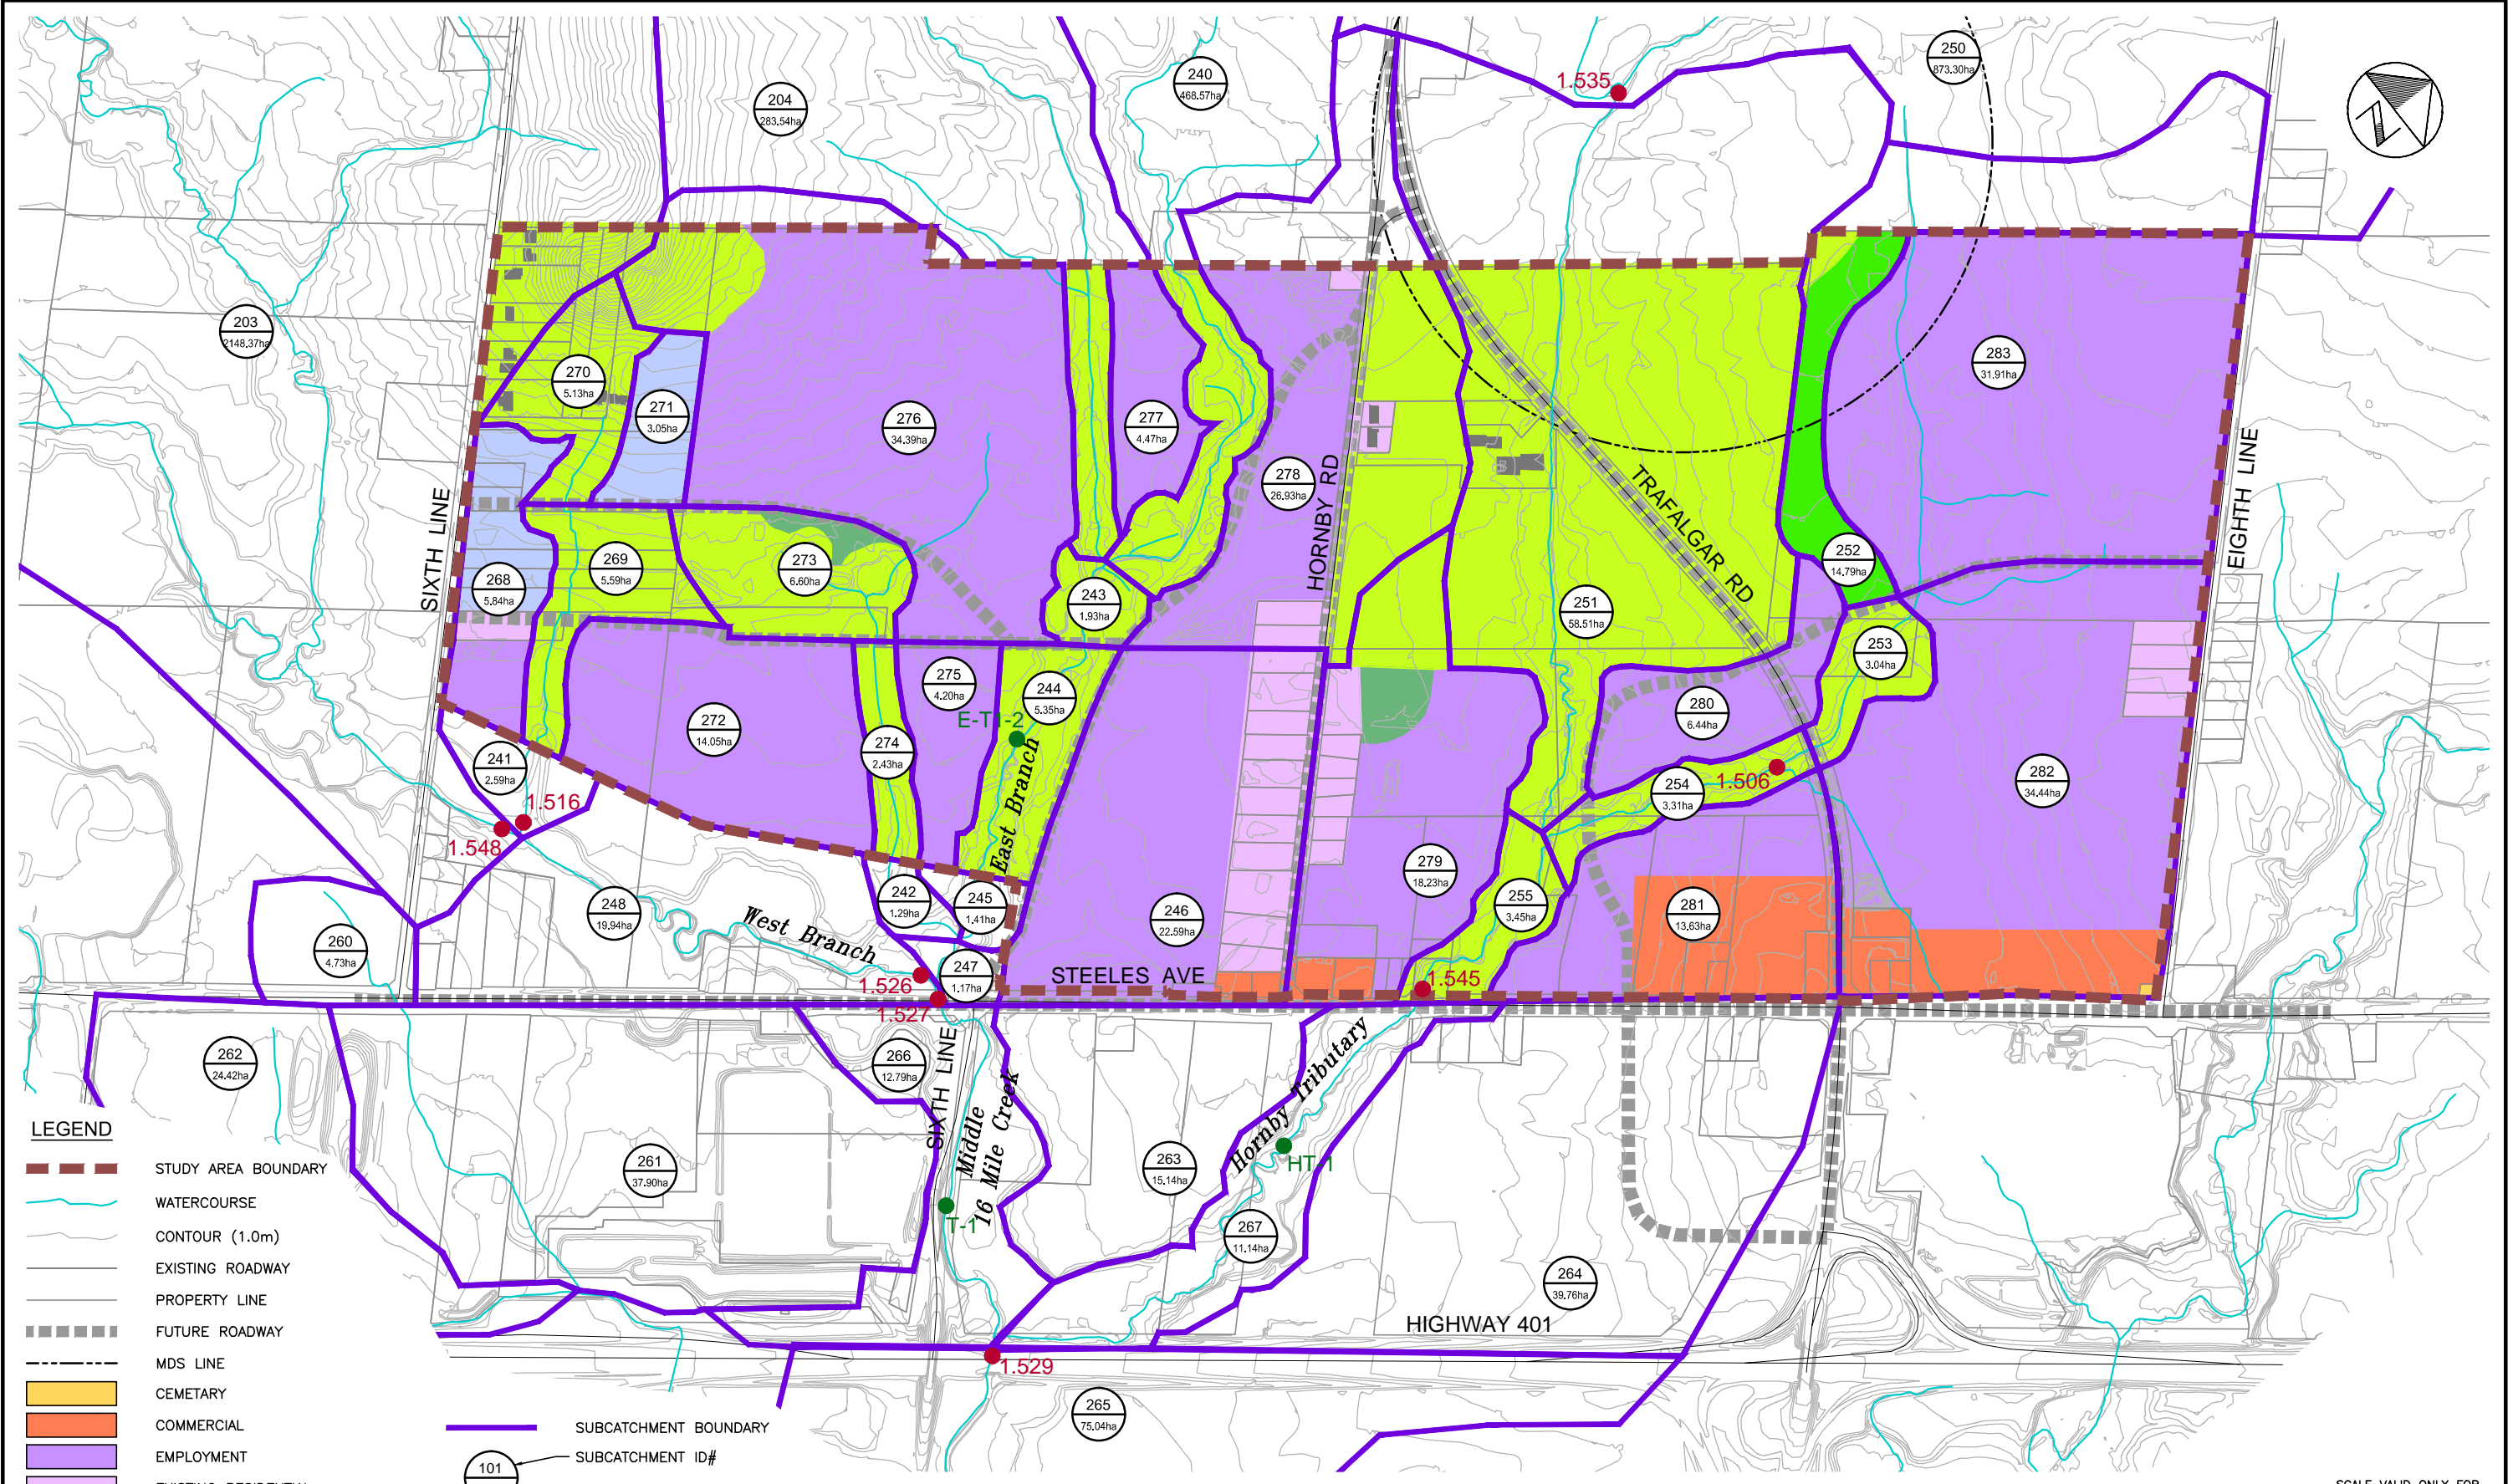 204
283.54ha
240
468.57ha
1.535
250
873.30ha
203
2148.37ha
270
5.13ha
271
3.05ha
276
34.39ha
277
4.47ha
278
26.93ha
283
31.91ha
HORNBY RD
TRAFALGAR RD
EIGHTH LINE
SIXTH LINE
268
5.84ha
269
5.59ha
273
6.60ha
243
1.93ha
251
58.51ha
252
14.79ha
253
3.04ha
275
4.20ha
244
5.35ha
E-T1-2
East Branch
272
14.05ha
274
2.43ha
280
6.44ha
241
2.59ha
1.516
1.548
254
3.31ha
1.506
282
34.44ha
279
18.23ha
255
3.45ha
281
13.63ha
242
1.29ha
245
1.41ha
246
22.59ha
248
19.94ha
West Branch
260
4.73ha
247
1.17ha
1.526
1.527
STEELES AVE
1.545
262
24.42ha
266
12.79ha
SIXTH LINE
Middle
16 Mile Creek
Hornby Tributary
HT-1
261
37.90ha
T-1
263
15.14ha
267
11.14ha
264
39.76ha
HIGHWAY 401
1.529
265
75.04ha
LEGEND
STUDY AREA BOUNDARY
WATERCOURSE
CONTOUR (1.0m)
EXISTING ROADWAY
PROPERTY LINE
FUTURE ROADWAY
MDS LINE
CEMETARY
COMMERCIAL
EMPLOYMENT
SUBCATCHMENT BOUNDARY
101
SUBCATCHMENT ID#
SCALE VALID ONLY FOR